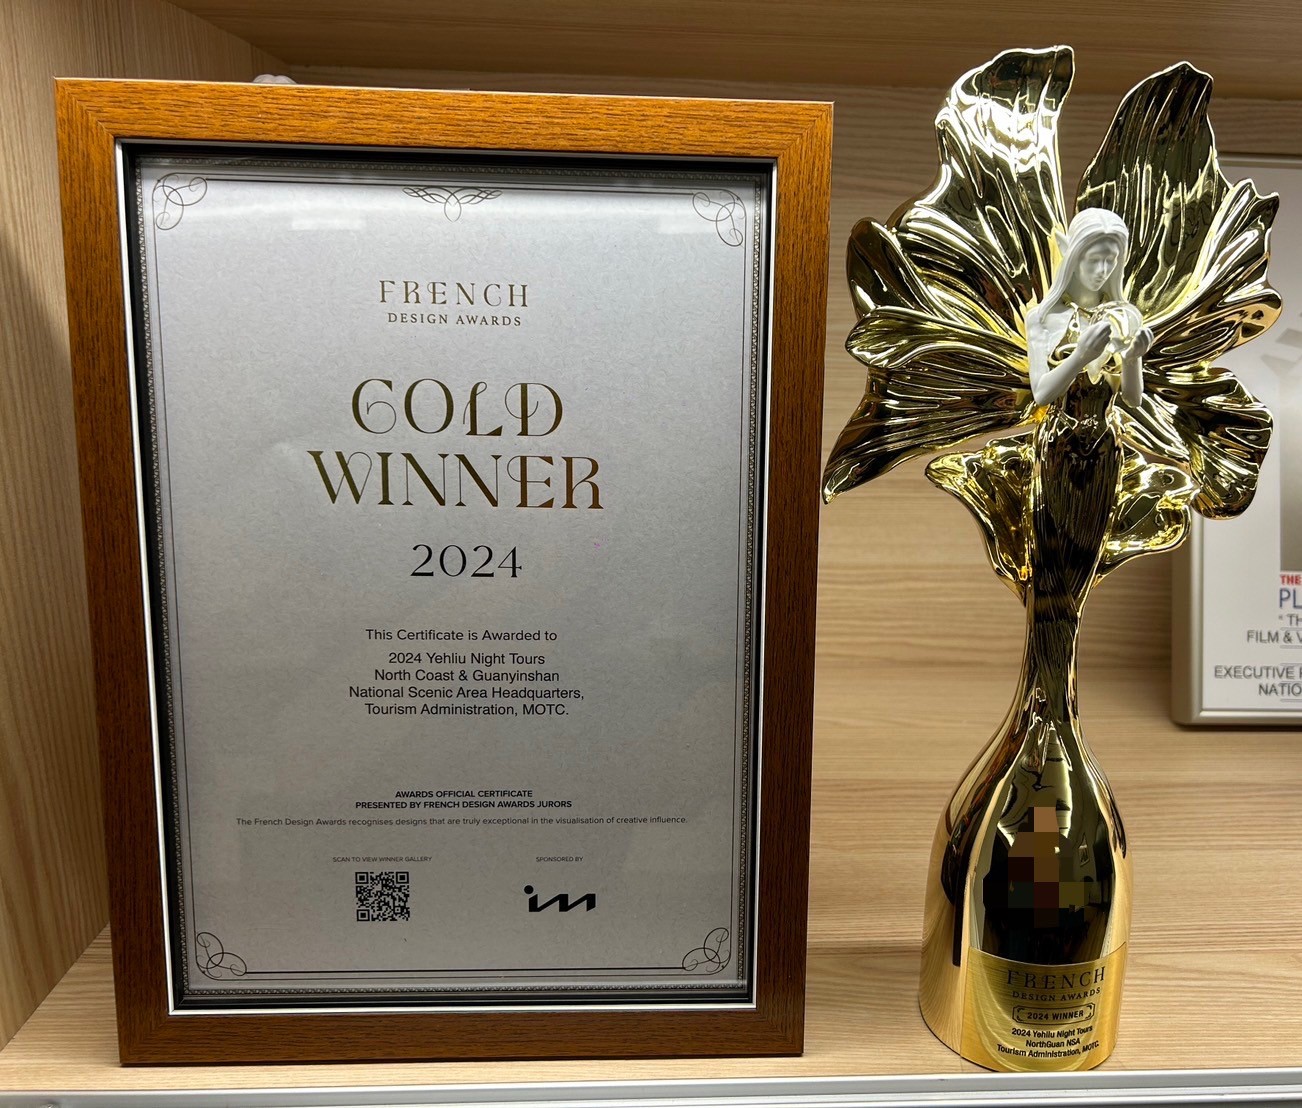 FRENCH
DESIGN AWARDS
GOLD
WINNER
2024
This Certificate is Awarded to
2024 Yehliu Night Tours
North Coast & Guanyinshan
National Scenic Area Headquarters,
Tourism Administration, MOTC.
AWARDS OFFICIAL CERTIFICATE
PRESENTED BY FRENCH DESIGN AWARDS JURORS
The French Design Awards recognises designs that are truly exceptional in the visualisation of creative influence.
SCAN TO VIEW WINNER GALLERY
SPONSORED BY
FRENCH
DESIGN AWARDS
2024 WINNER
2024 Yehliu Night Tours
NorthGuan NSA
Tourism Administration, MOTC.
THE
FILM &
EXECUTIVE